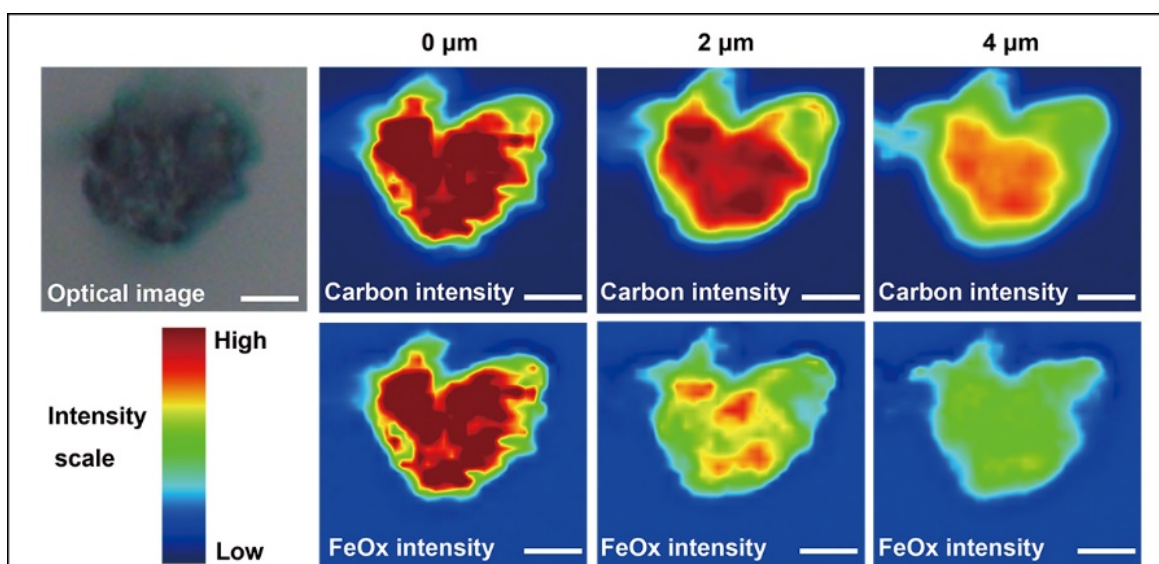 0 µm
2 µm
4 µm
Optical image
Carbon intensity
Carbon intensity
Carbon intensity
High
Intensity
scale
Low
FeOx intensity
FeOx intensity
FeOx intensity